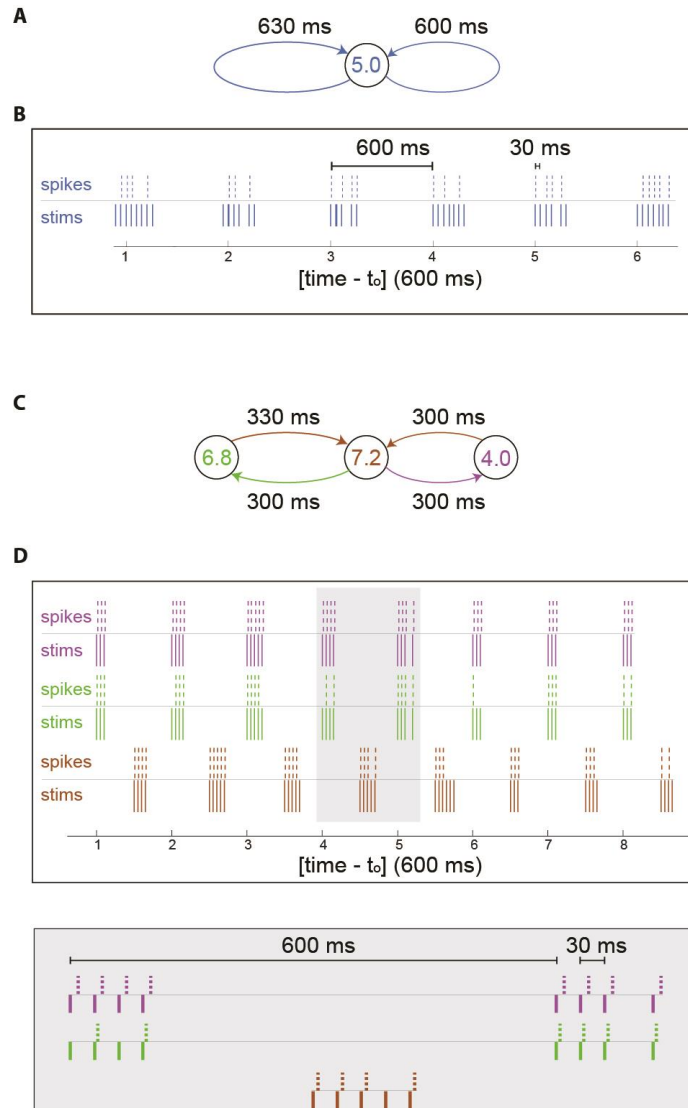 A
630 ms 600 ms
5.0
B
600 ms 30 ms
spikes
stims
1 2 3 4 5 6
[time - to] (600 ms)
C
330 ms 300 ms
6.8 7.2 4.0
300 ms 300 ms
D
spikes
stims
spikes
stims
spikes
stims
1 2 3 4 5 6 7 8
[time - to] (600 ms)
600 ms 30 ms